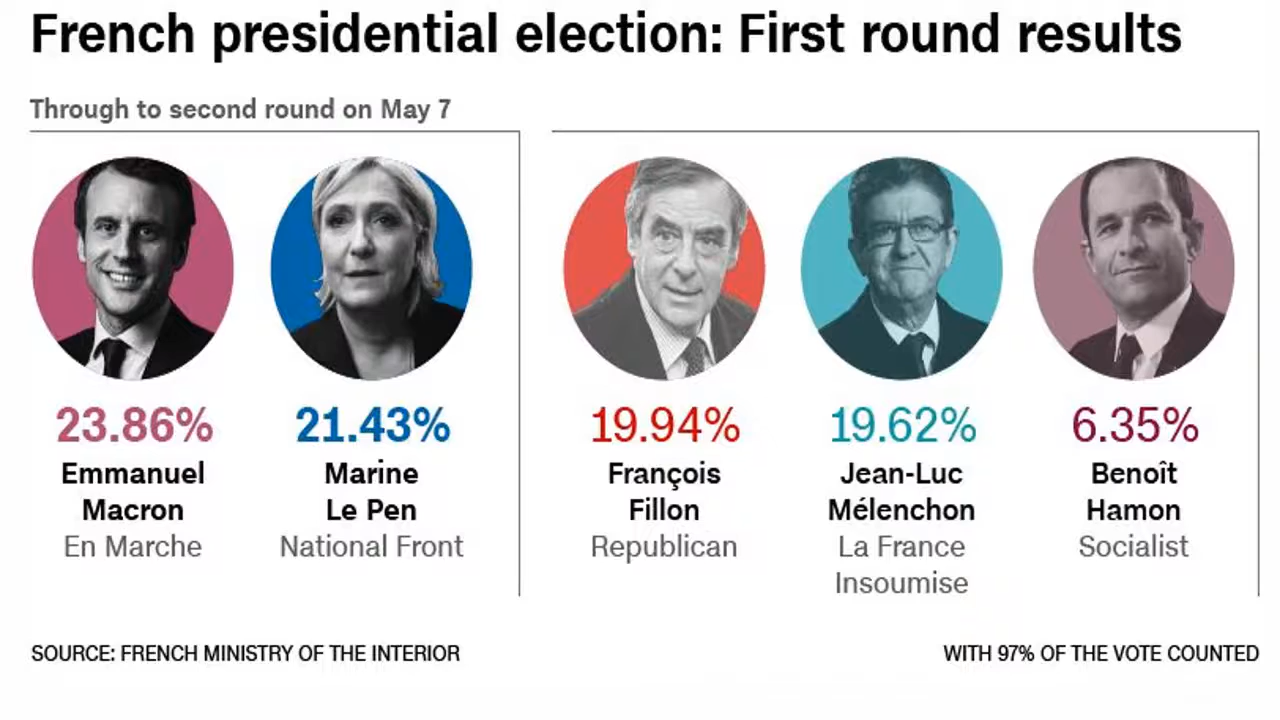 French presidential election: First round results
Through to second round on May 7
23.86%
Emmanuel
Macron
En Marche
21.43%
Marine
Le Pen
National Front
19.94%
François
Fillon
Republican
19.62%
Jean-Luc
Mélenchon
La France
Insoumise
6.35%
Benoît
Hamon
Socialist
SOURCE: FRENCH MINISTRY OF THE INTERIOR
WITH 97% OF THE VOTE COUNTED